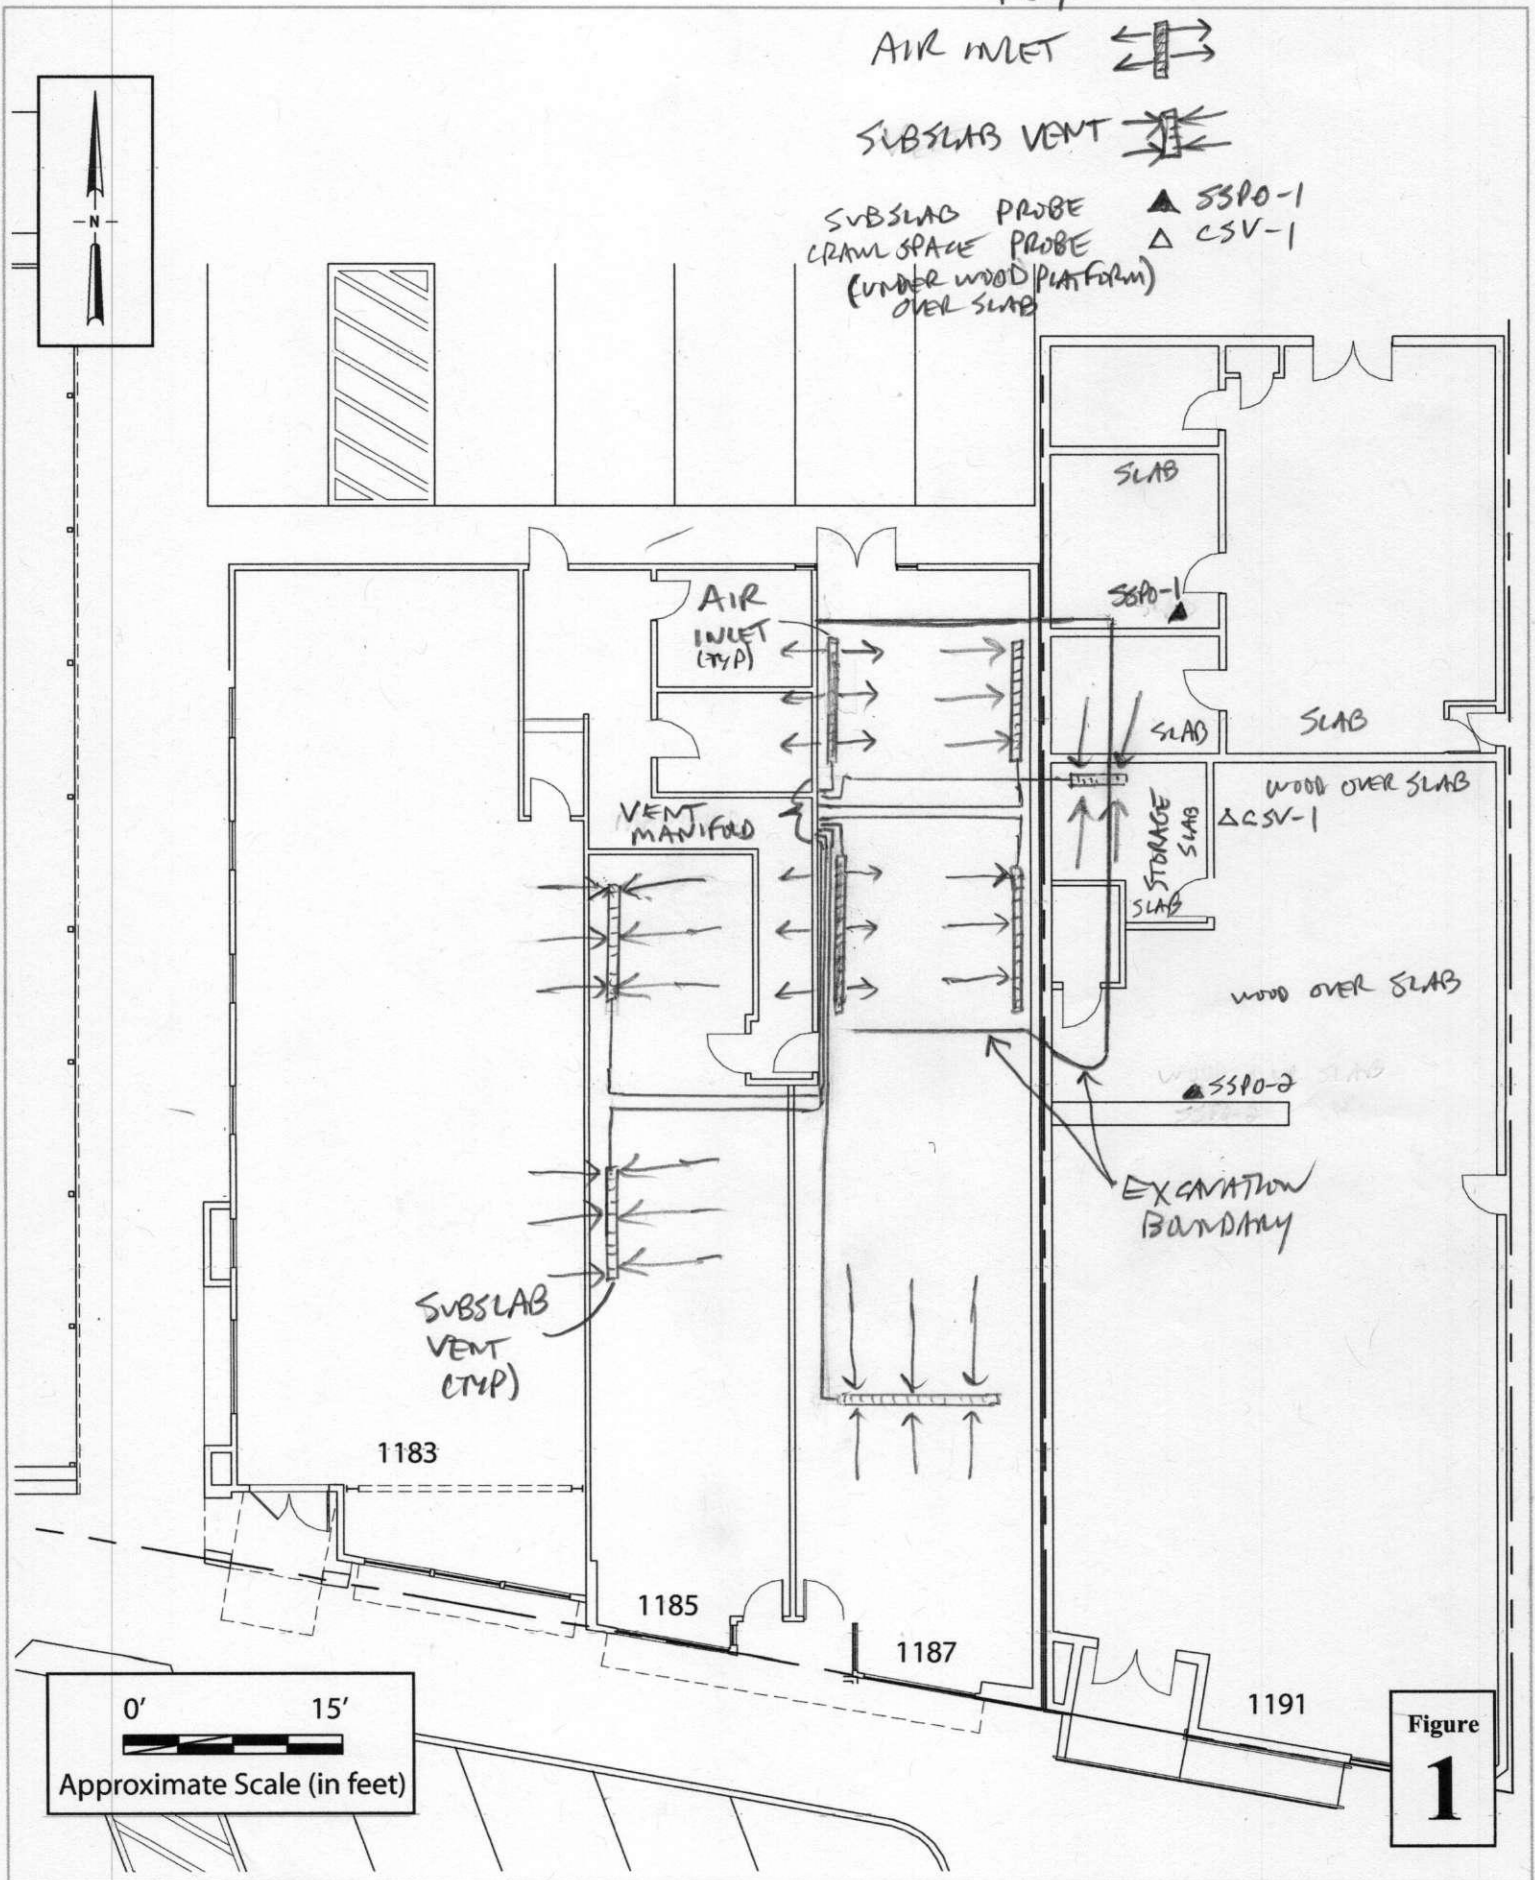 AIR INLET
SUBSLAB VENT
SUBSLAB PROBE ▲ SSPO-1
CRAWL SPACE PROBE △ CSV-1
(UNDER WOOD PLATFORM)
OVER SLAB
N
SLAB
SSPO-1
AIR
INLET
(TYP)
SLAB
SLAB
VENT
MANIFOLD
STORAGE
SLAB
WOOD OVER SLAB
△CSV-1
SLAB
WOOD OVER SLAB
▲ SSPO-2
EXCAVATION
BOUNDARY
SUBSLAB
VENT
(TYP)
1183
1185
1187
1191
0' 15'
Approximate Scale (in feet)
Figure
1